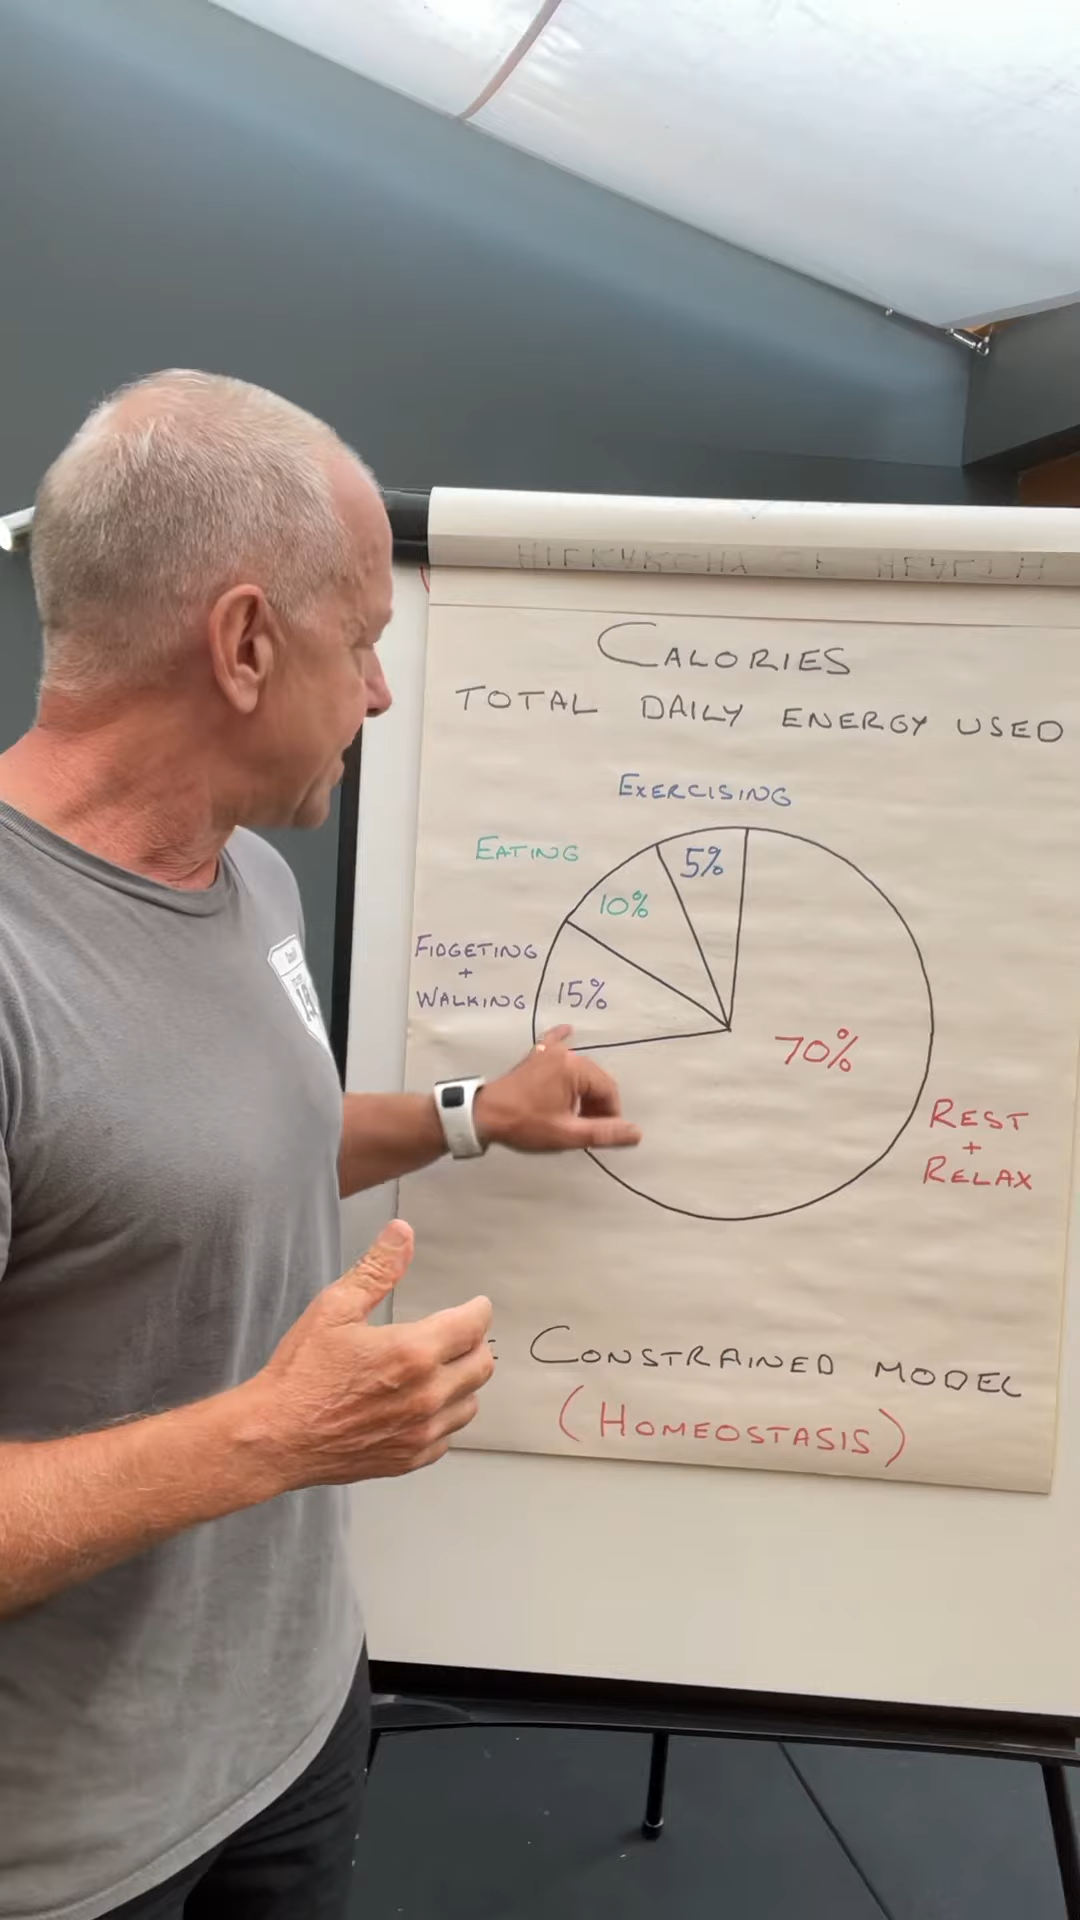 CALORIES
TOTAL DAILY ENERGY USED
EXERCISING
EATING
5%
10%
FIDGETING
+
WALKING
15%
70%
REST
+
RELAX
CONSTRAINED MODEL
(HOMEOSTASIS)